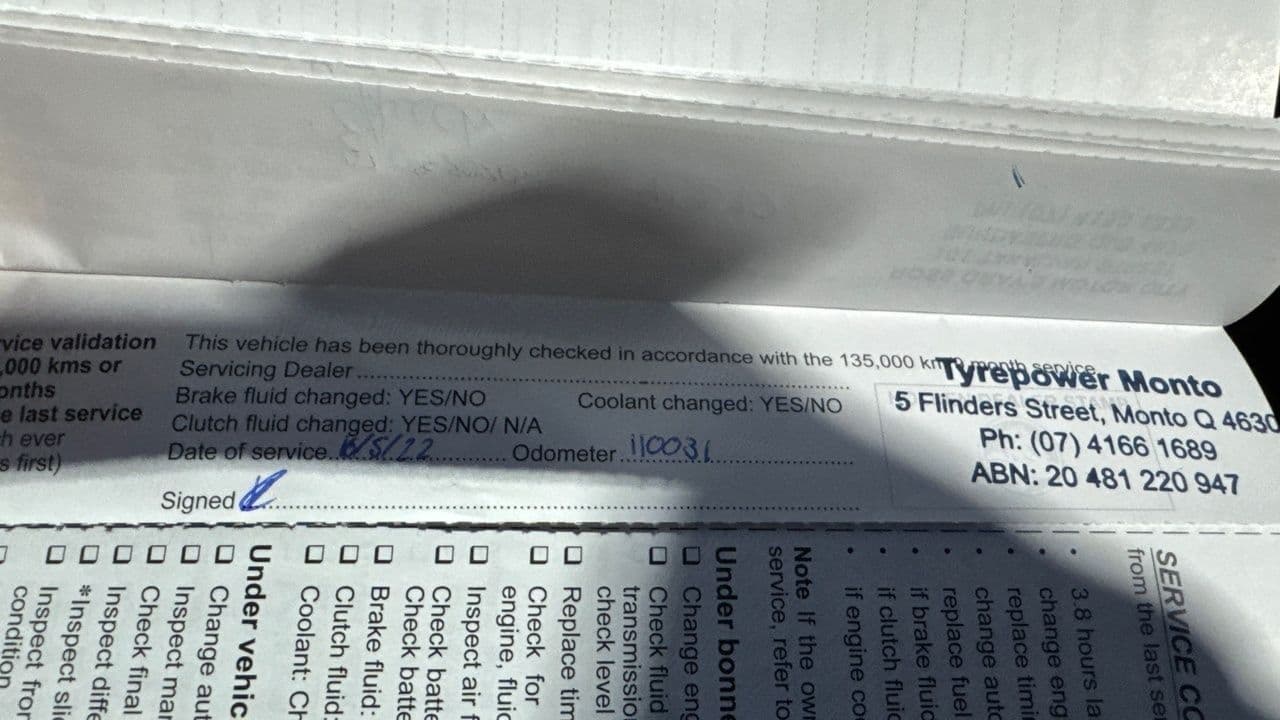 vice validation
,000 kms or
onths
e last service
h ever
s first)
This vehicle has been thoroughly checked in accordance with the 135,000 km month service
Servicing Dealer
Brake fluid changed: YES/NO
Coolant changed: YES/NO
Clutch fluid changed: YES/NO/ N/A
Date of service /5/22 Odometer 110031
Signed
Tyrepower Monto
5 Flinders Street, Monto Q 4630
Ph: (07) 4166 1689
ABN: 20 481 220 947
SERVICE CO
from the last se
• 3.8 hours la
• change eng
replace timi
• change auto
• replace fuel
• if brake fluid
• if clutch fluid
• if engine co
Note If the own
service, refer to
Under bonne
Change eng
Check fluid
transmissio
check level
Replace tim
Check for
engine, fluid
Inspect air f
Check batte
Check batte
Brake fluid:
Clutch fluid:
Coolant: Ch
Under vehic
Change aut
Inspect mar
Check final
Inspect diffe
*Inspect sli
Inspect fron
condition